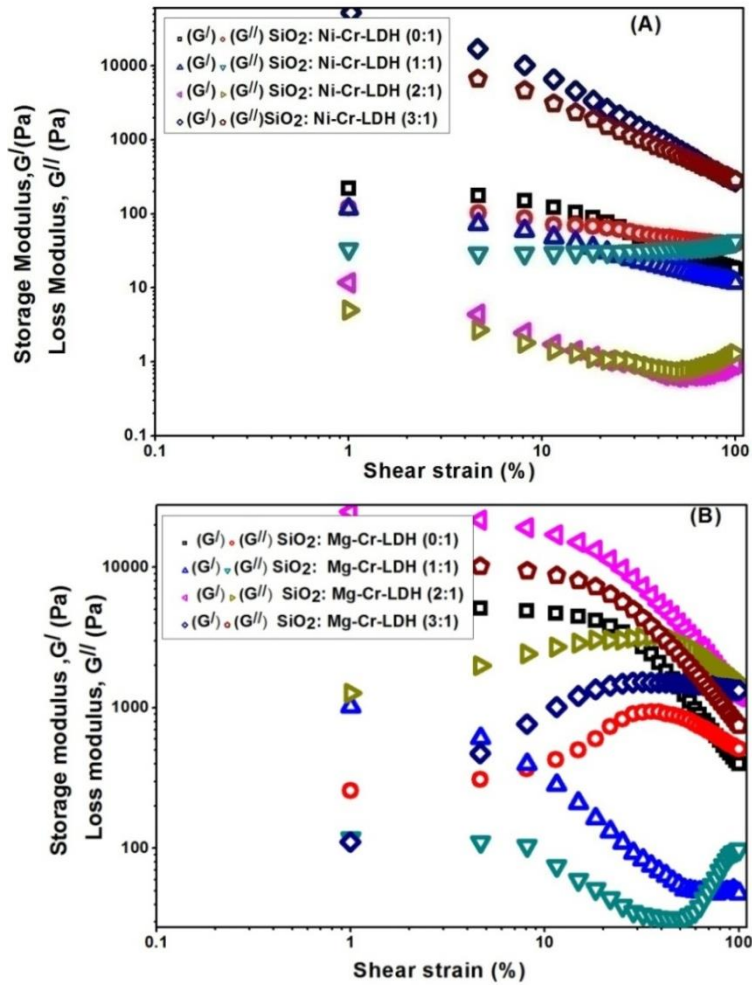 (A)
(G/) (G//) SiO2: Ni-Cr-LDH (0:1)
(G/) (G//) SiO2: Ni-Cr-LDH (1:1)
(G/) (G//) SiO2: Ni-Cr-LDH (2:1)
(G/) (G//)SiO2: Ni-Cr-LDH (3:1)
Storage Modulus,G/(Pa)
Loss Modulus, G// (Pa)
10000
1000
100
10
1
0.1
0.1 1 10 100
Shear strain (%)
(B)
(G/) (G//) SiO2: Mg-Cr-LDH (0:1)
(G/) (G//) SiO2: Mg-Cr-LDH (1:1)
(G/) (G//) SiO2: Mg-Cr-LDH (2:1)
(G/) (G//) SiO2: Mg-Cr-LDH (3:1)
Storage modulus ,G/ (Pa)
Loss modulus, G// (Pa)
10000
1000
100
0.1 1 10 100
Shear strain (%)